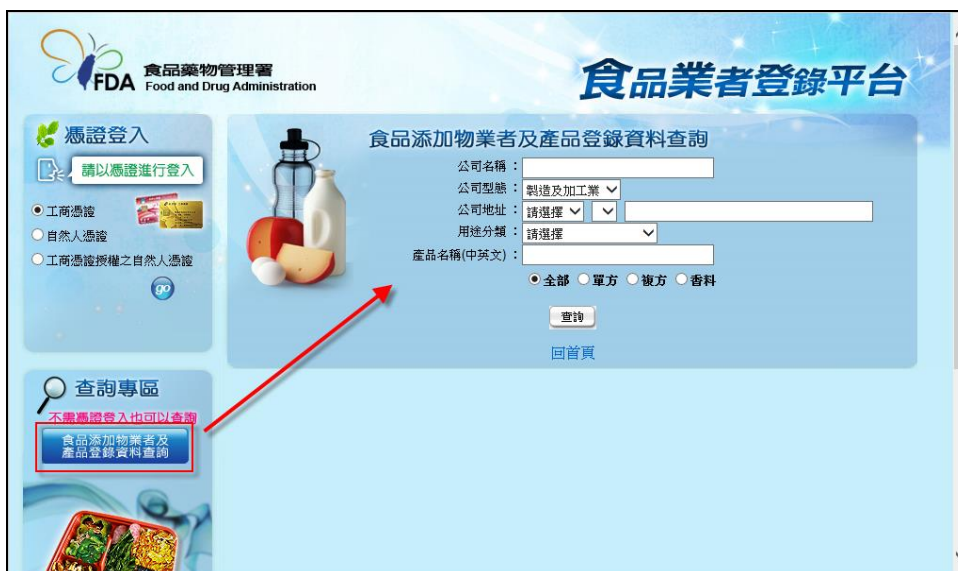 FDA 食品藥物管理署
Food and Drug Administration
食品業者登錄平台
憑證登入
請以憑證進行登入
工商憑證
自然人憑證
工商憑證授權之自然人憑證
go
食品添加物業者及產品登錄資料查詢
公司名稱：
公司型態：製造及加工業
公司地址：請選擇
用途分類：請選擇
產品名稱(中英文)：
全部 單方 複方 香料
查詢
回首頁
查詢專區
不需憑證登入也可以查詢
食品添加物業者及
產品登錄資料查詢